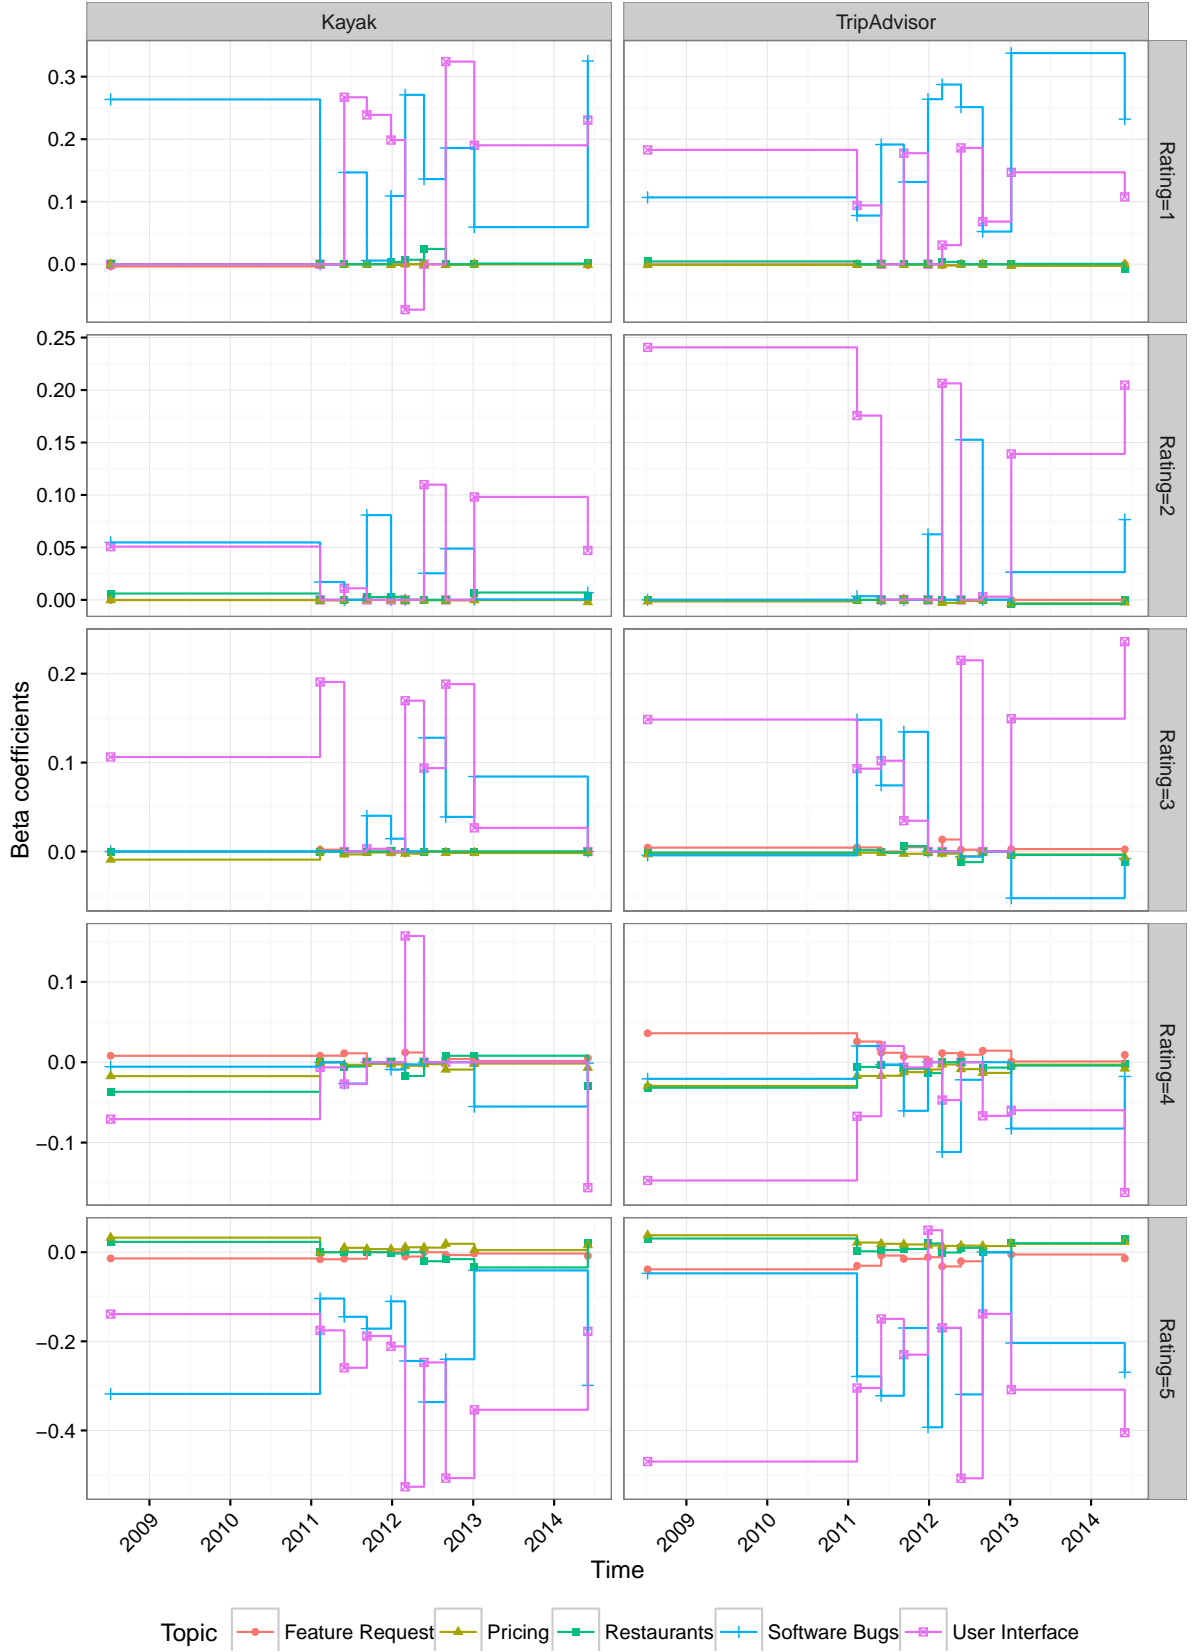 Kayak TripAdvisor
0.3
0.2
0.1
0.0
Rating=1
0.25
0.20
0.15
0.10
0.05
0.00
Rating=2
0.2
0.1
0.0
Rating=3
Beta coefficients
0.1
0.0
−0.1
Rating=4
0.0
−0.2
−0.4
Rating=5
2009 2010 2011 2012 2013 2014 2009 2010 2011 2012 2013 2014
Time
Topic Feature Request Pricing Restaurants Software Bugs User Interface